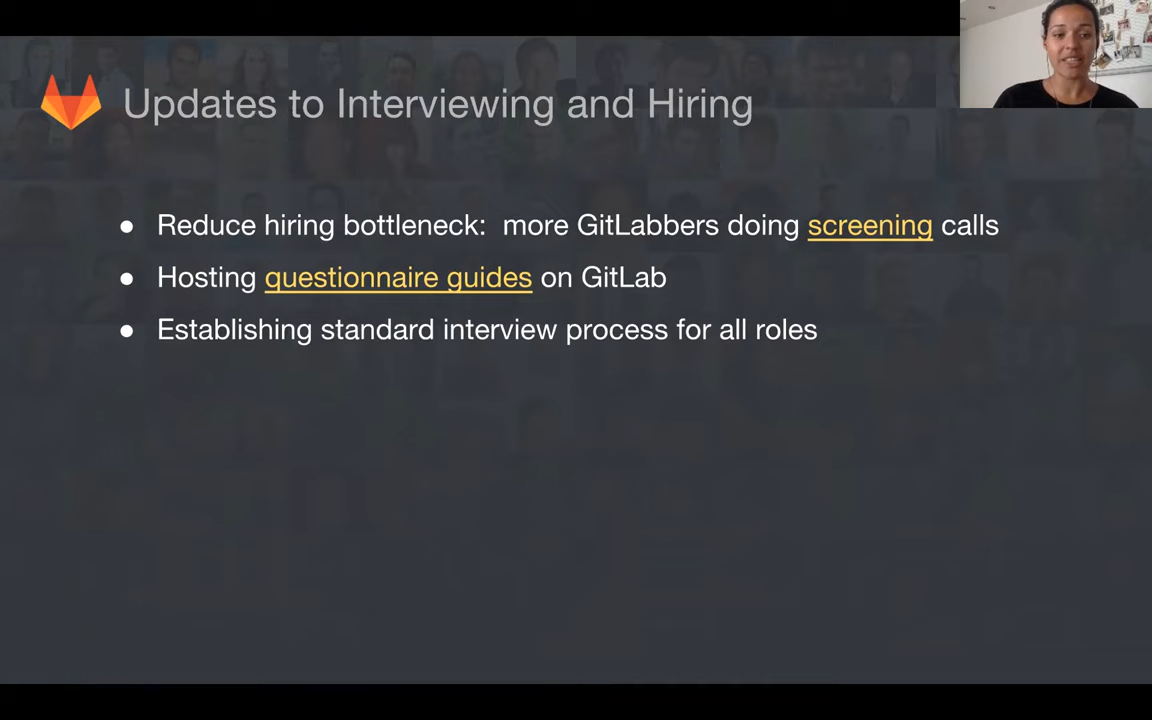 Updates to Interviewing and Hiring
● Reduce hiring bottleneck:  more GitLabbers doing screening calls
● Hosting questionnaire guides on GitLab
● Establishing standard interview process for all roles